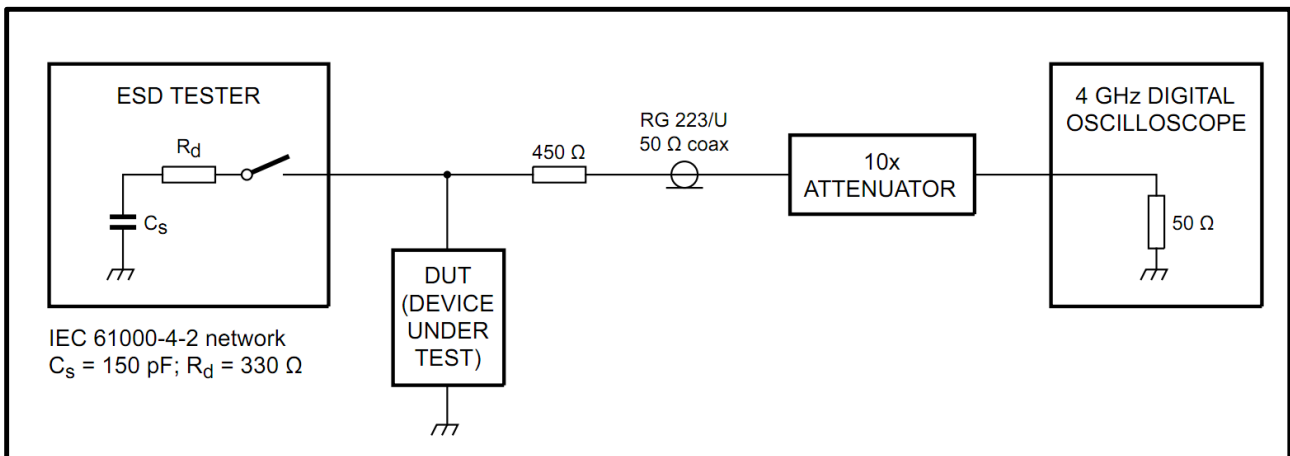 ESD TESTER
Rd
Cs
IEC 61000-4-2 network
Cs = 150 pF; Rd = 330 Ω
DUT
(DEVICE
UNDER
TEST)
450 Ω
RG 223/U
50 Ω coax
10x
ATTENUATOR
4 GHz DIGITAL
OSCILLOSCOPE
50 Ω